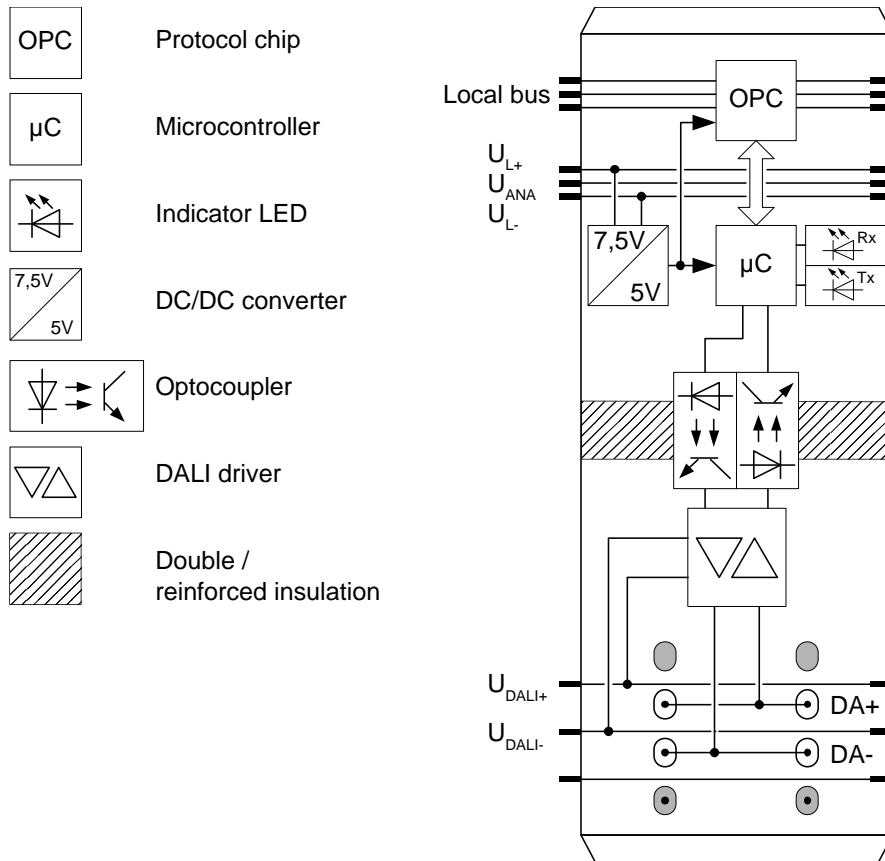 OPC
Protocol chip
µC
Microcontroller
Indicator LED
7,5V
5V
DC/DC converter
Optocoupler
DALI driver
Double /
reinforced insulation
Local bus
OPC
UL+
UANA
UL-
7,5V
5V
µC
Rx
Tx
UDALI+
DA+
UDALI-
DA-